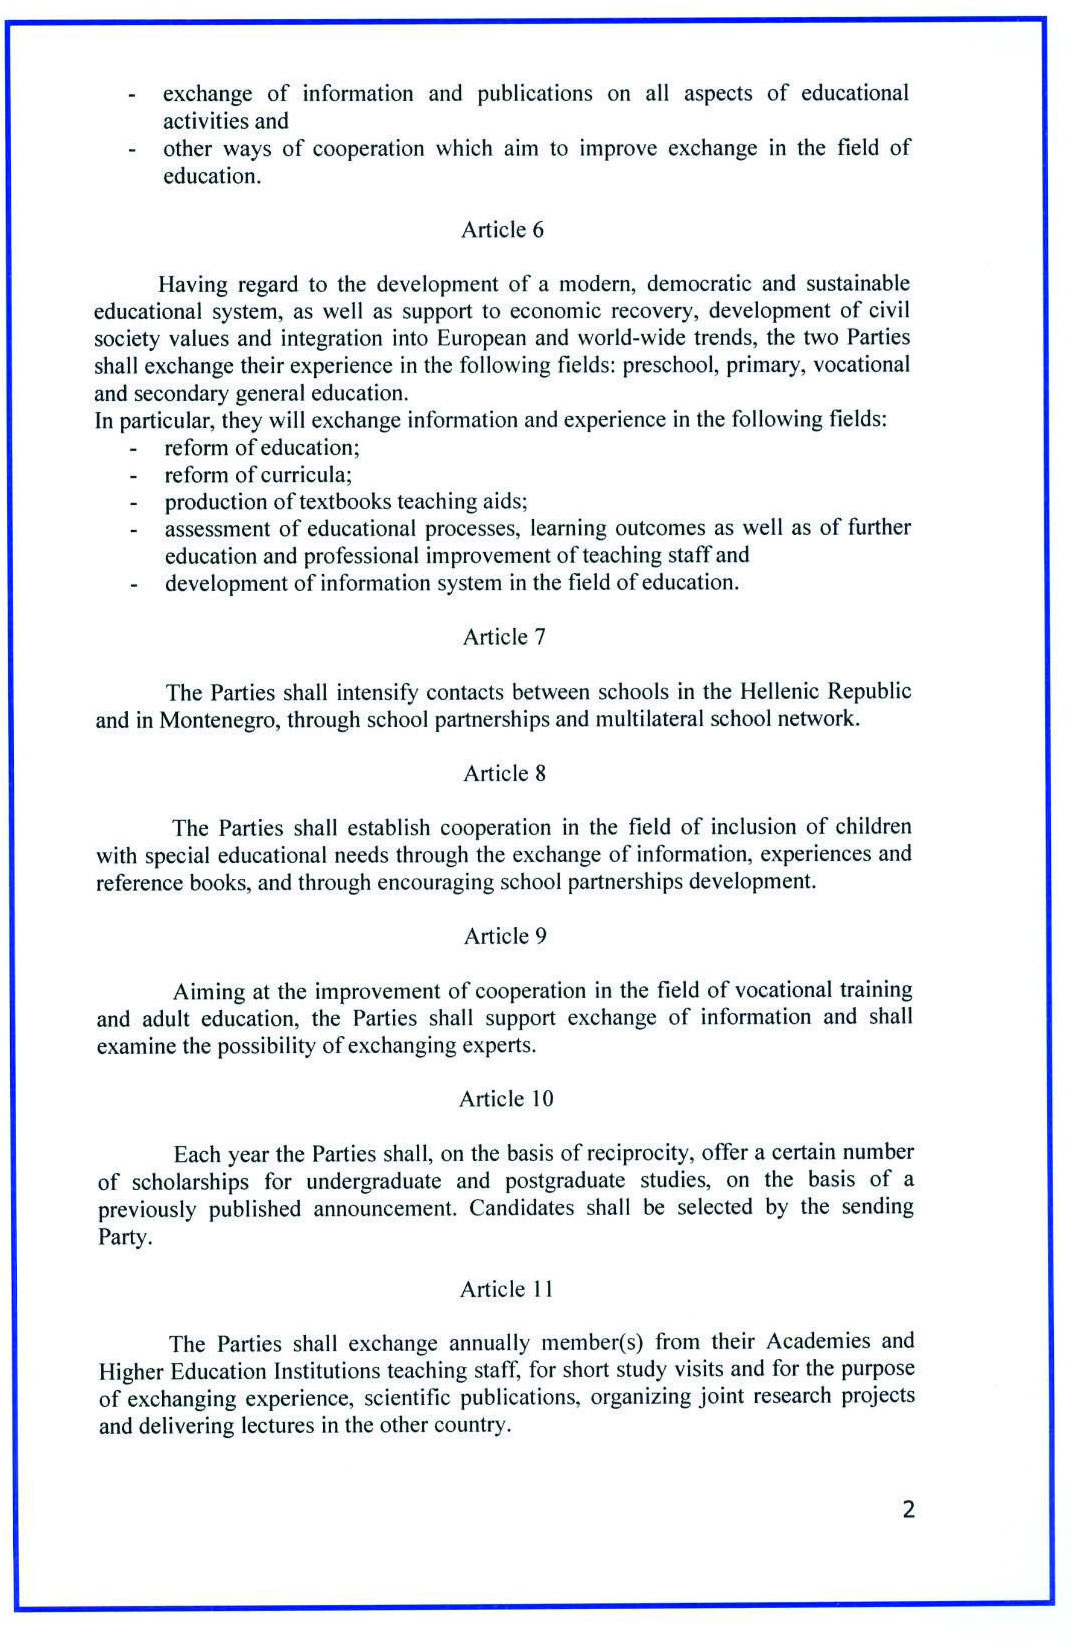 - exchange of information and publications on all aspects of educational
activities and
- other ways of cooperation which aim to improve exchange in the field of
education.
Article 6
Having regard to the development of a modern, democratic and sustainable
educational system, as well as support to economic recovery, development of civil
society values and integration into European and world-wide trends, the two Parties
shall exchange their experience in the following fields: preschool, primary, vocational
and secondary general education.
In particular, they will exchange information and experience in the following fields:
- reform of education;
- reform of curricula;
- production of textbooks teaching aids;
- assessment of educational processes, learning outcomes as well as of further
education and professional improvement of teaching staff and
- development of information system in the field of education.
Article 7
The Parties shall intensify contacts between schools in the Hellenic Republic
and in Montenegro, through school partnerships and multilateral school network.
Article 8
The Parties shall establish cooperation in the field of inclusion of children
with special educational needs through the exchange of information, experiences and
reference books, and through encouraging school partnerships development.
Article 9
Aiming at the improvement of cooperation in the field of vocational training
and adult education, the Parties shall support exchange of information and shall
examine the possibility of exchanging experts.
Article 10
Each year the Parties shall, on the basis of reciprocity, offer a certain number
of scholarships for undergraduate and postgraduate studies, on the basis of a
previously published announcement. Candidates shall be selected by the sending
Party.
Article 11
The Parties shall exchange annually member(s) from their Academies and
Higher Education Institutions teaching staff, for short study visits and for the purpose
of exchanging experience, scientific publications, organizing joint research projects
and delivering lectures in the other country.
2